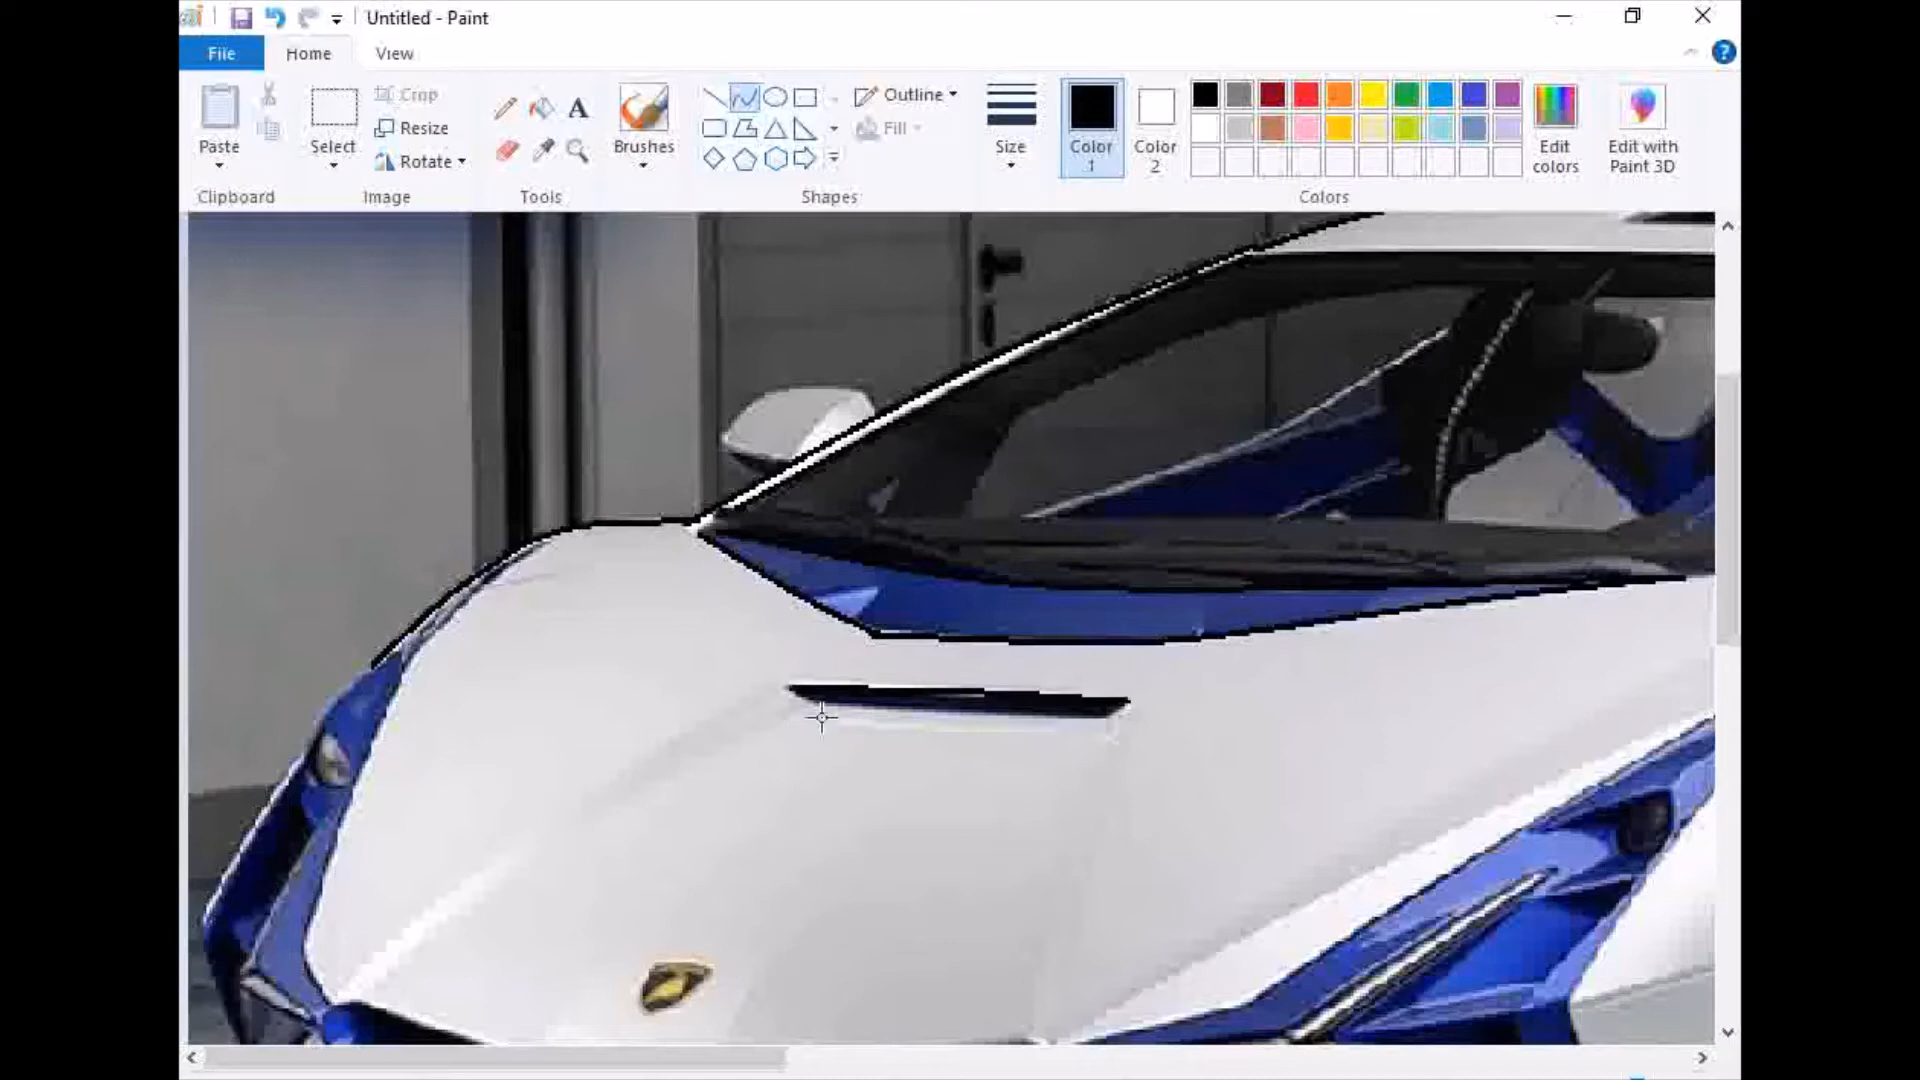 Untitled - Paint
File Home View
Paste
Clipboard
Select
Crop
Resize
Rotate
Image
A
Tools
Brushes
Outline
Fill
Shapes
Size
Color
1
Color
2
Colors
Edit
colors
Edit with
Paint 3D
?